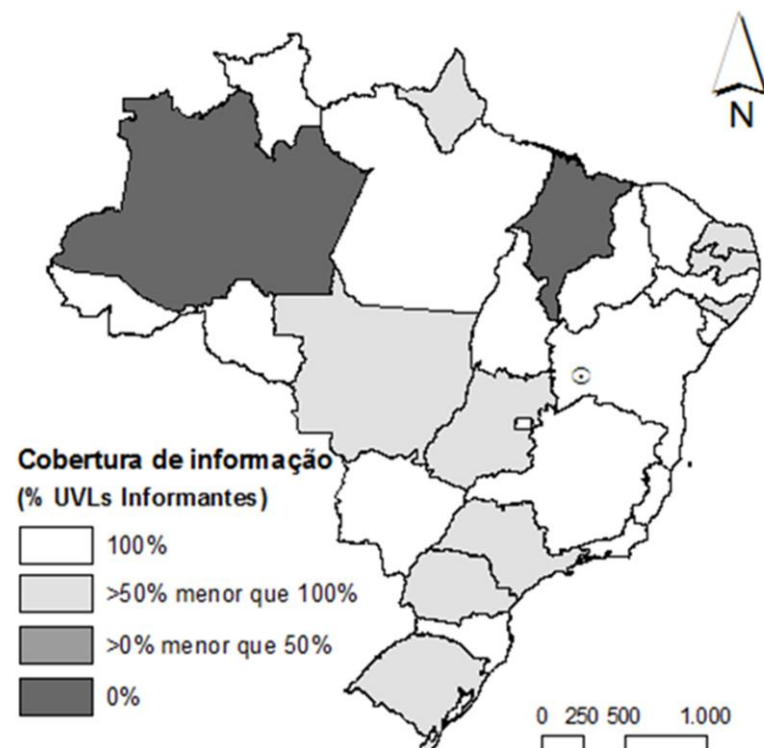 N
Cobertura de informação
(% UVLs Informantes)
100%
>50% menor que 100%
>0% menor que 50%
0%
0 250 500 1.000